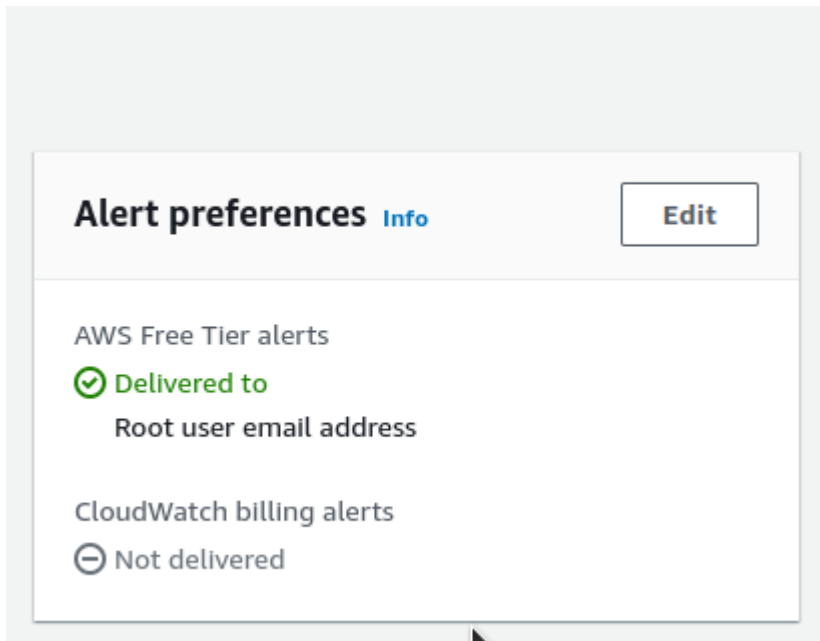 Alert preferences Info
Edit
AWS Free Tier alerts
Delivered to
Root user email address
CloudWatch billing alerts
Not delivered